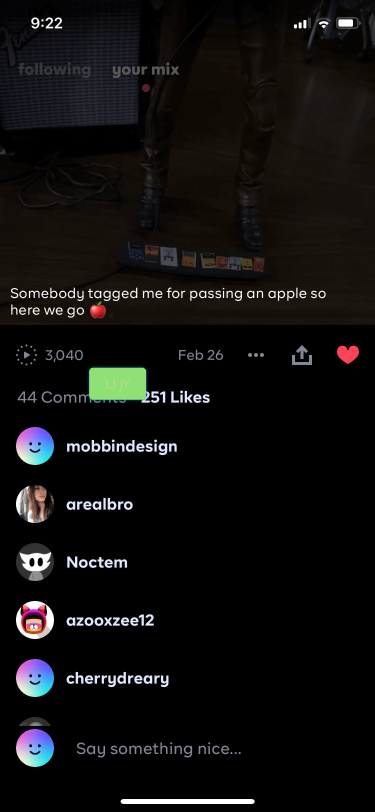 9:22
following your mix
Somebody tagged me for passing an apple so
here we go 🍎
3,040 Feb 26
44 Comments 251 Likes
mobbindesign
arealbro
Noctem
azooxzee12
cherrydreary
Say something nice...